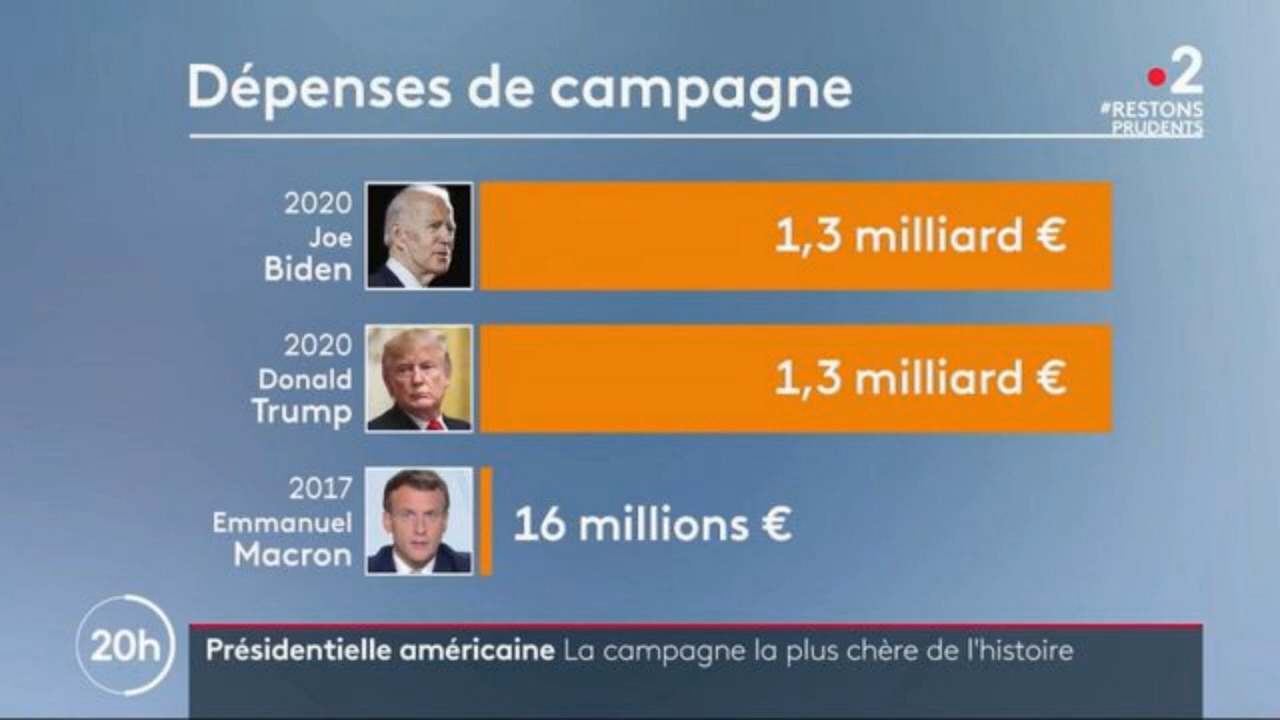 Dépenses de campagne
2
#RESTONS
PRUDENTS
2020
Joe
Biden
1,3 milliard €
2020
Donald
Trump
1,3 milliard €
2017
Emmanuel
Macron
16 millions €
20h
Présidentielle américaine La campagne la plus chère de l'histoire